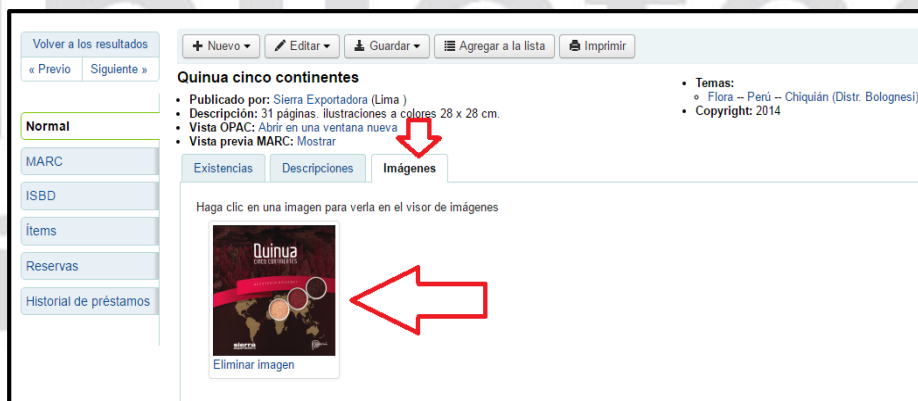 Volver a los resultados
« Previo Siguiente »
Normal
MARC
ISBD
Ítems
Reservas
Historial de préstamos
Nuevo Editar Guardar Agregar a la lista Imprimir
Quinua cinco continentes
Publicado por: Sierra Exportadora (Lima )
Descripción: 31 páginas. ilustraciones a colores 28 x 28 cm.
Vista OPAC: Abrir en una ventana nueva
Vista previa MARC: Mostrar
Temas:
Flora -- Perú -- Chiquián (Distr. Bolognesi)
Copyright: 2014
Existencias Descripciones Imágenes
Haga clic en una imagen para verla en el visor de imágenes
Quinua
CINCO CONTINENTES
sierra
Eliminar imagen